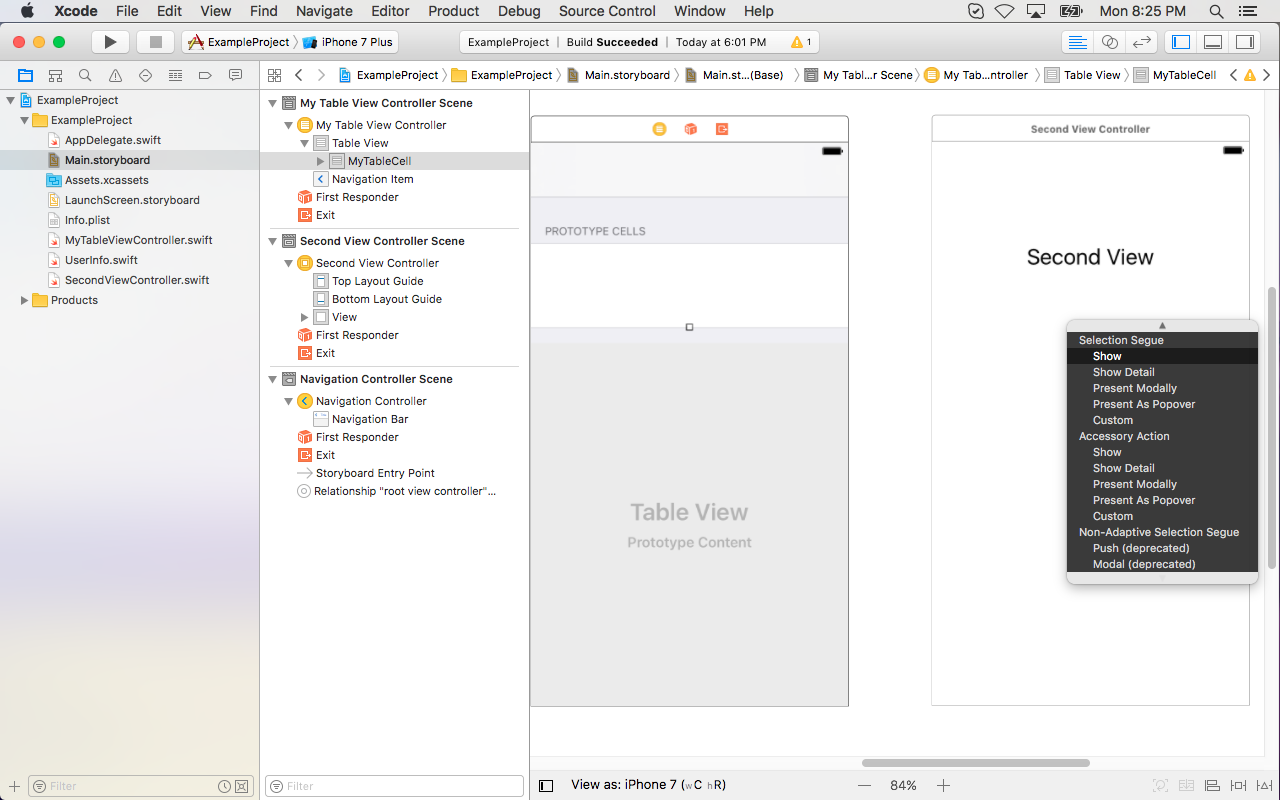 Xcode File Edit View Find Navigate Editor Product Debug Source Control Window Help Mon 8:25 PM
ExampleProject iPhone 7 Plus ExampleProject Build Succeeded Today at 6:01 PM 1
ExampleProject ExampleProject Main.storyboard Main.st...(Base) My Tabl...r Scene My Tab...ntroller Table View MyTableCell
ExampleProject
ExampleProject
AppDelegate.swift
Main.storyboard
Assets.xcassets
LaunchScreen.storyboard
Info.plist
MyTableViewController.swift
UserInfo.swift
SecondViewController.swift
Products
Filter
My Table View Controller Scene
My Table View Controller
Table View
MyTableCell
Navigation Item
First Responder
Exit
Second View Controller Scene
Second View Controller
Top Layout Guide
Bottom Layout Guide
View
First Responder
Exit
Navigation Controller Scene
Navigation Controller
Navigation Bar
First Responder
Exit
Storyboard Entry Point
Relationship "root view controller"...
Filter
PROTOTYPE CELLS
Table View
Prototype Content
Second View Controller
Second View
Selection Segue
Show
Show Detail
Present Modally
Present As Popover
Custom
Accessory Action
Show
Show Detail
Present Modally
Present As Popover
Custom
Non-Adaptive Selection Segue
Push (deprecated)
Modal (deprecated)
View as: iPhone 7 (wC hR) 84%